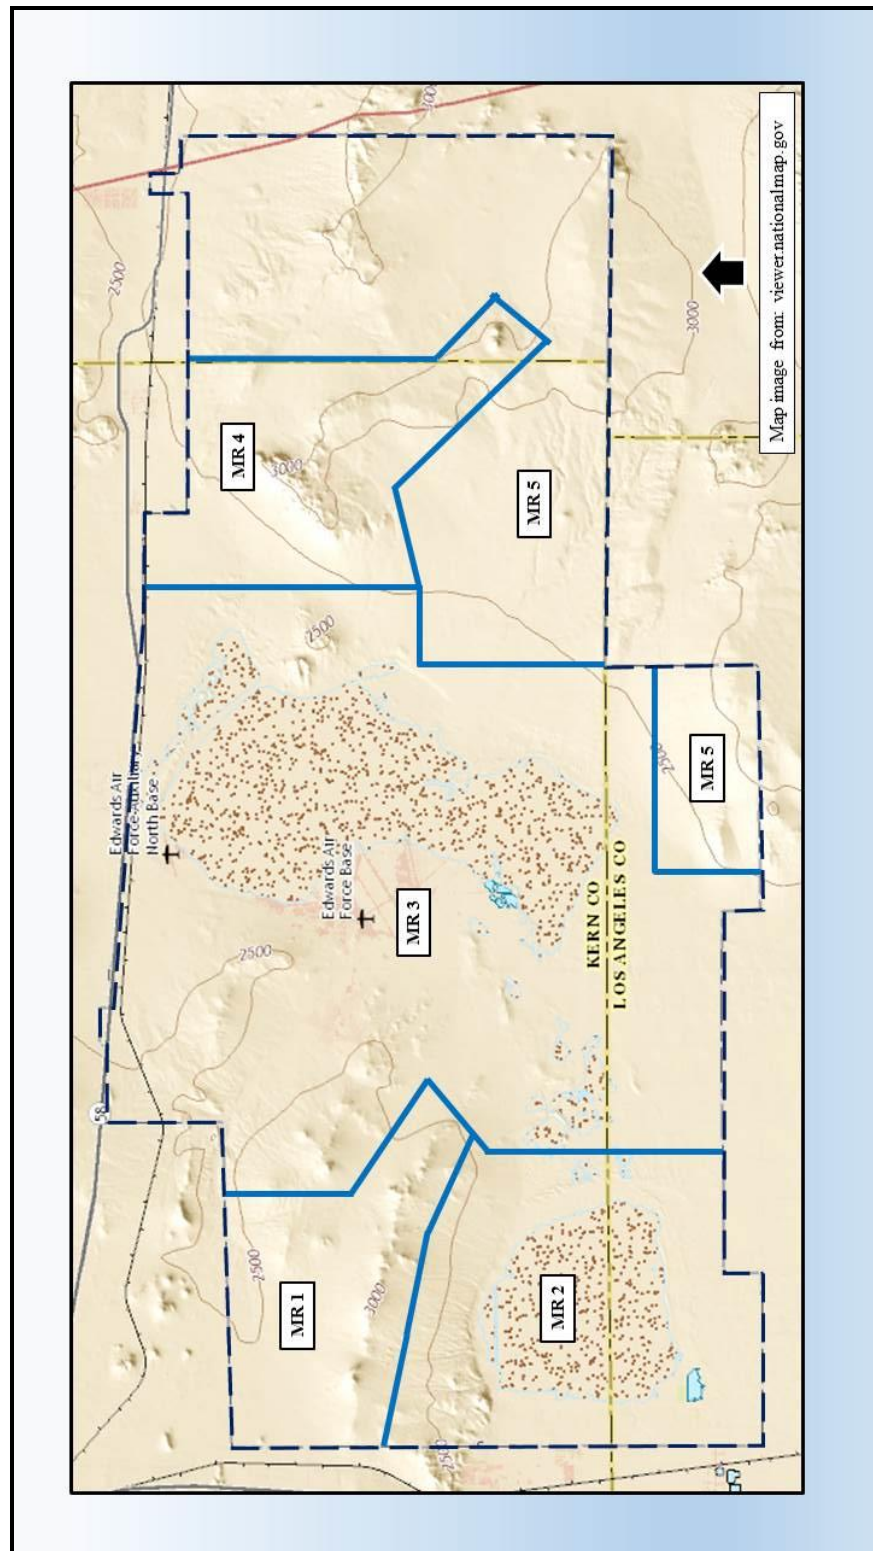 58
Edwards Air
Force Auxiliary
North Base
Edwards Air
Force Base
2500
2500
2500
2500
2500
2500
3000
3000
3000
3000
MR 1
MR 2
MR 3
MR 4
MR 5
MR 5
KERN CO
LOS ANGELES CO
Map image from: viewer.nationalmap.gov